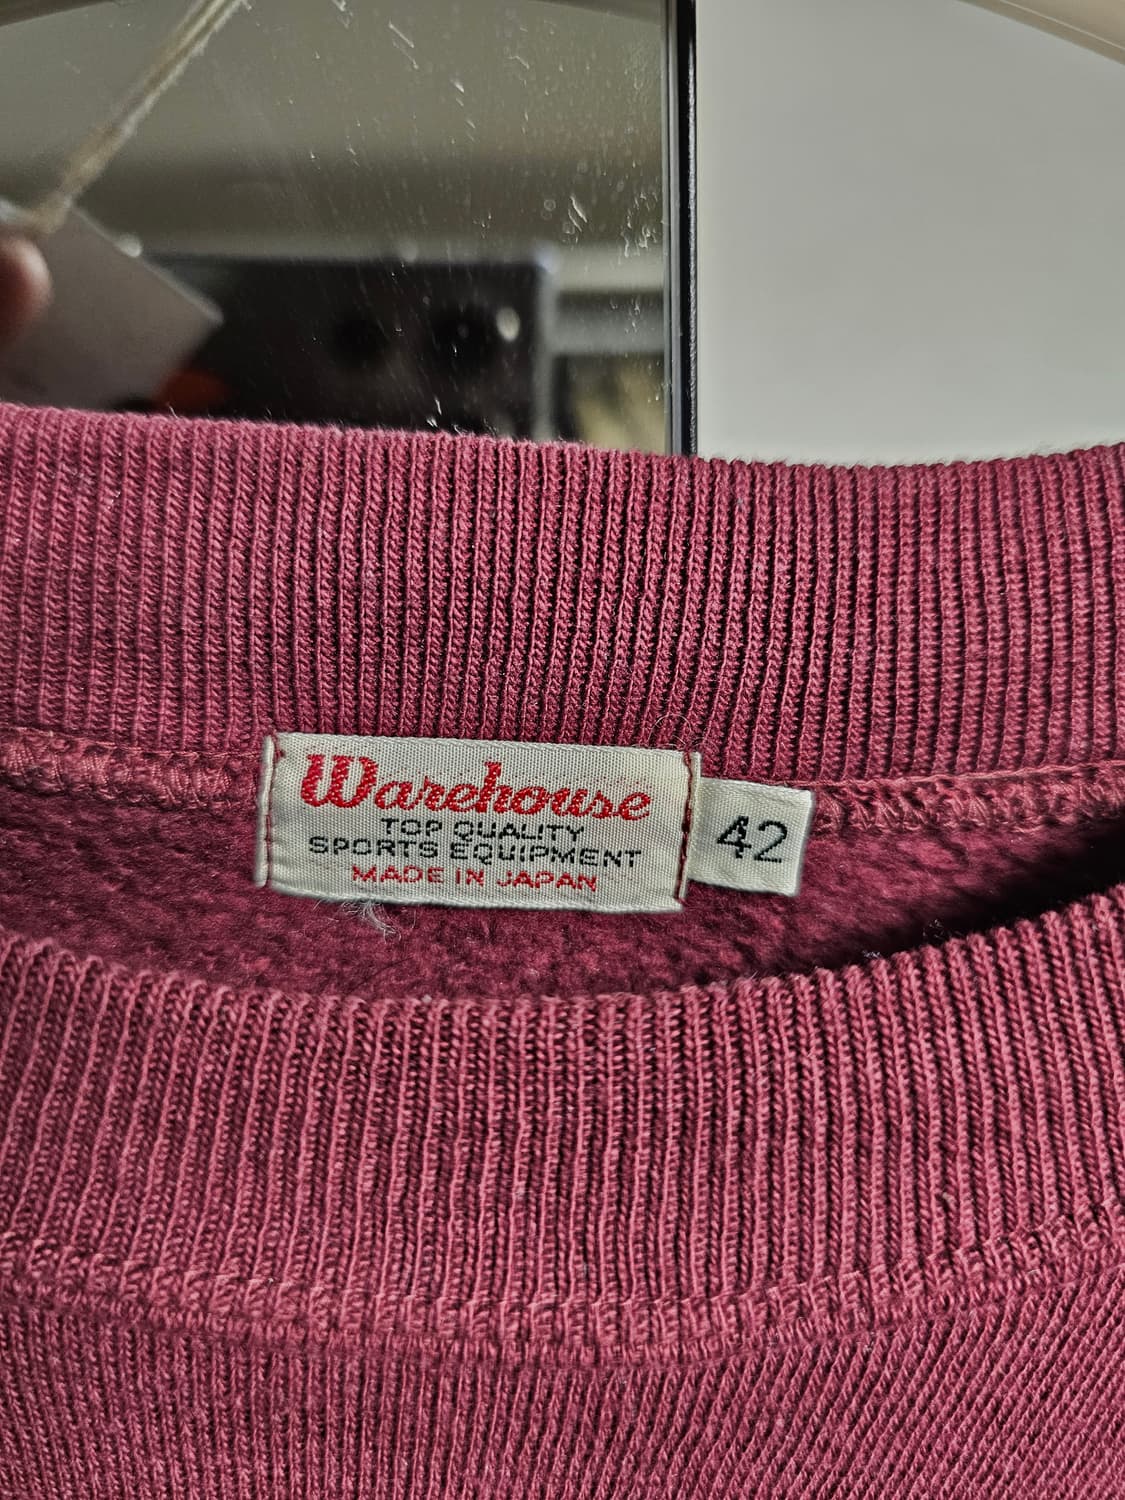 Warehouse
TOP QUALITY
SPORTS EQUIPMENT
MADE IN JAPAN
42